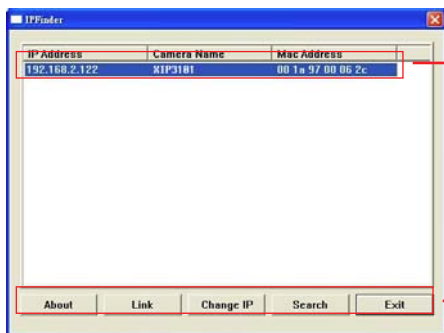 IPFinder
IP Address Camera Name Mac Address
192.168.2.122 XIP3101 00 1a 97 00 06 2c
About Link Change IP Search Exit